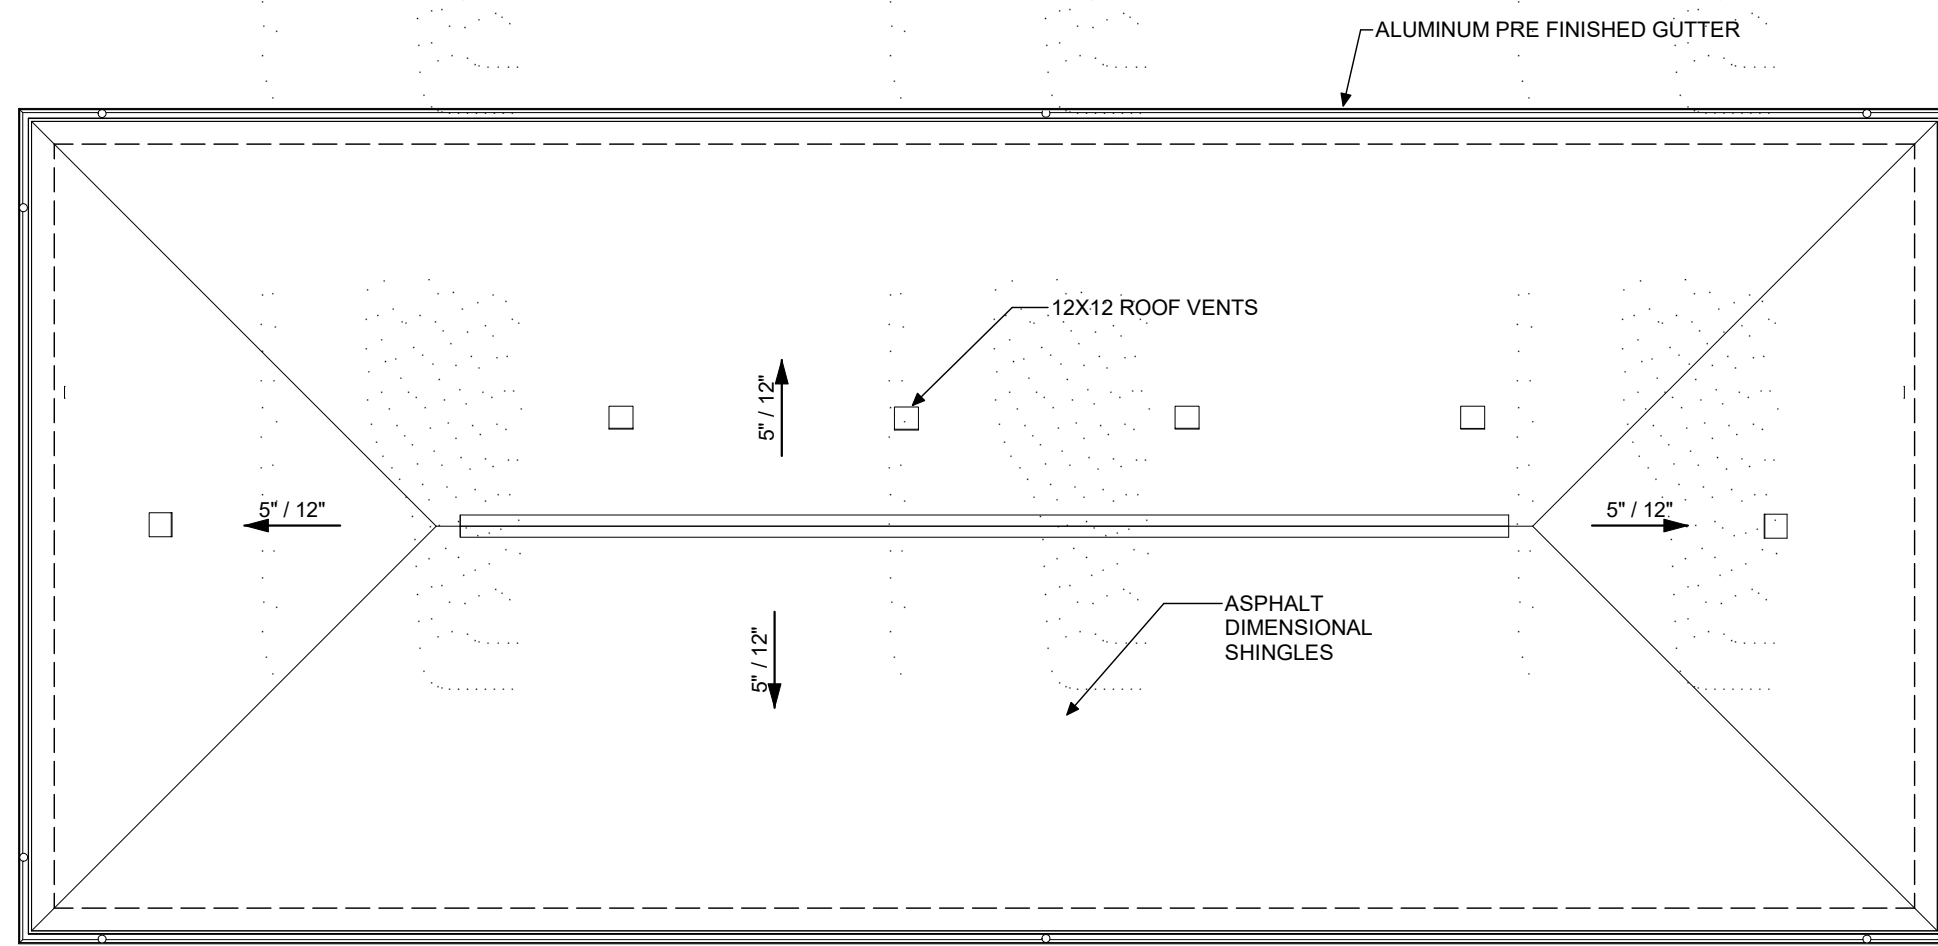 ALUMINUM PRE FINISHED GUTTER
12X12 ROOF VENTS
5" / 12"
5" / 12"
5" / 12"
ASPHALT
DIMENSIONAL
SHINGLES
5" / 12"